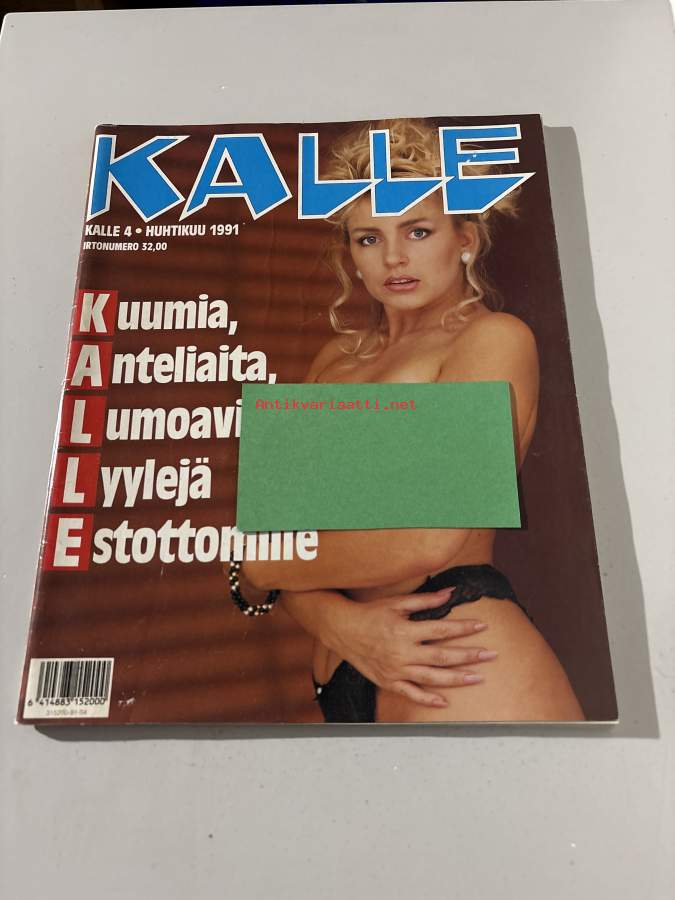 KALLE
KALLE 4 • HUHTIKUU 1991
IRTONUMERO 32,00
Kuumia,
Anteliaita,
Antikvariaatti.net
Lumoavi
Lyylejä
Estottomille
6 414883 152000